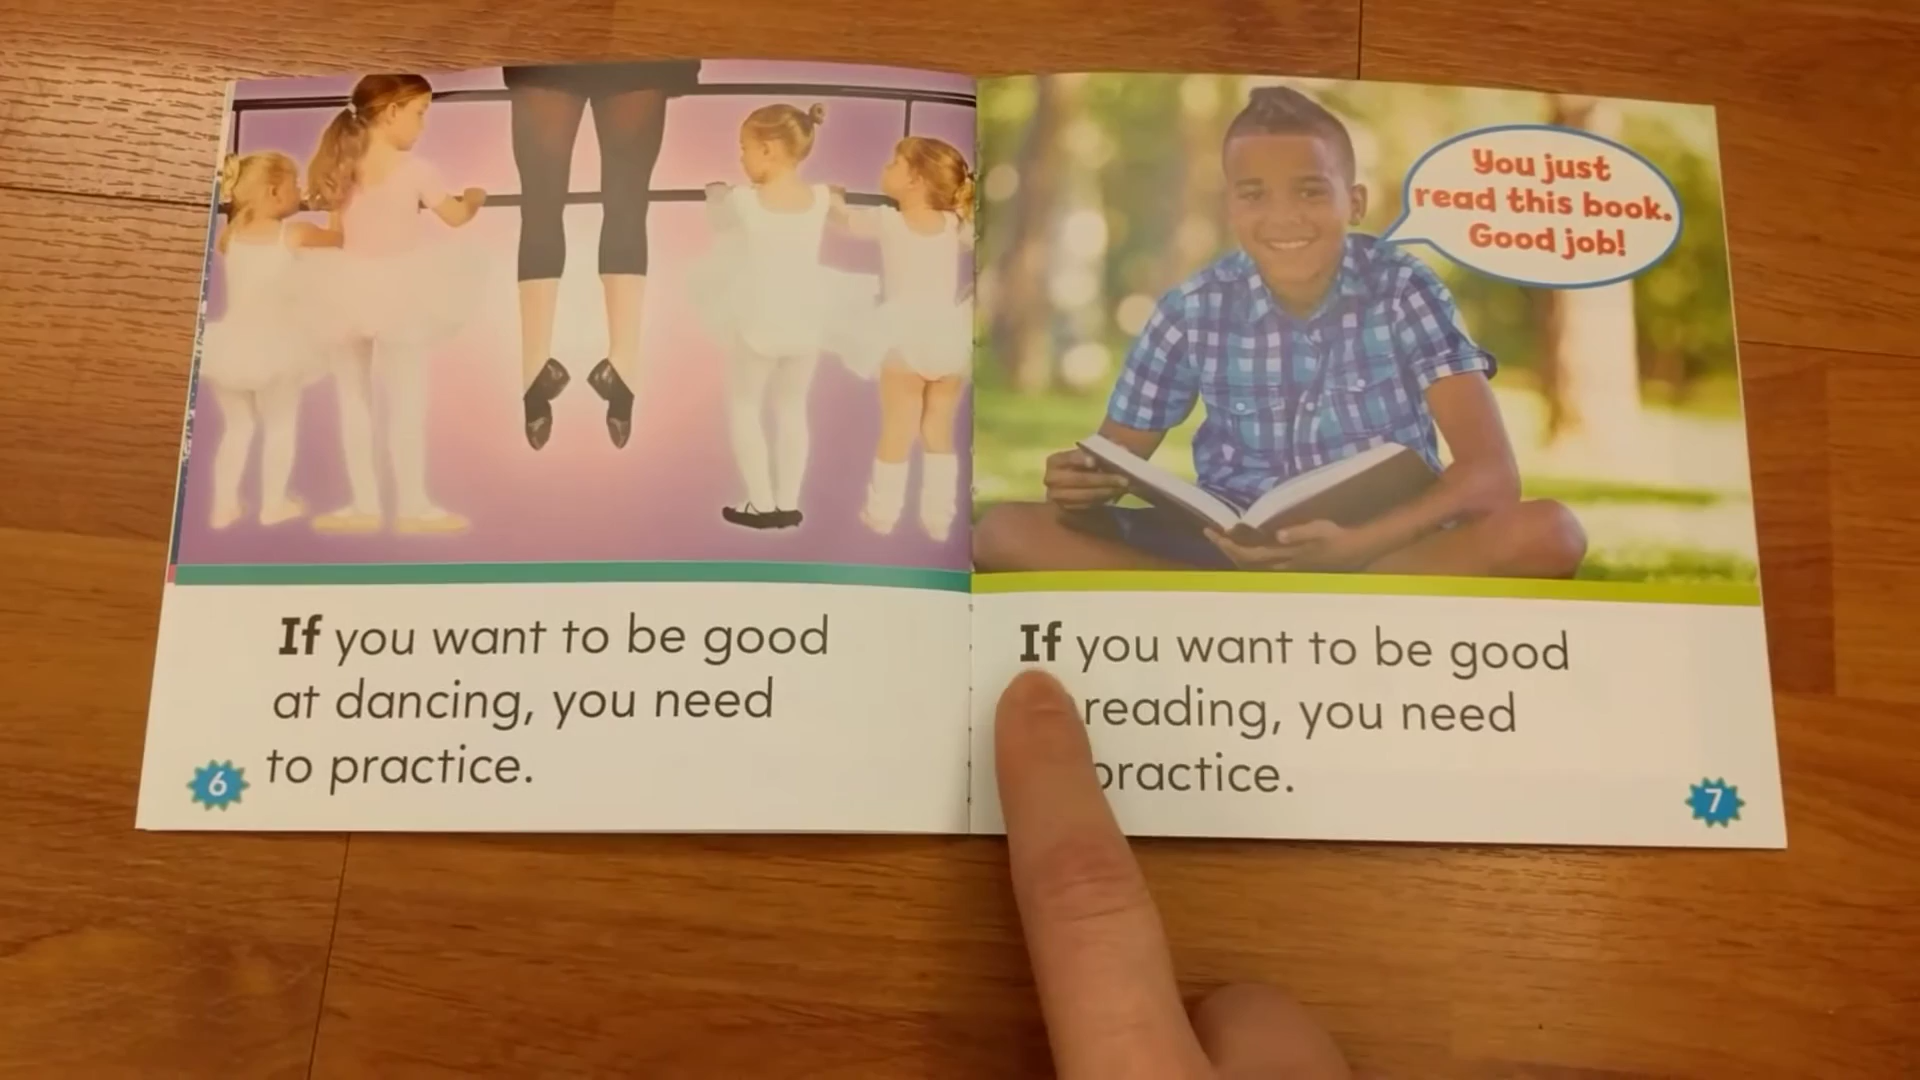 If you want to be good
at dancing, you need
to practice.
6
You just
read this book.
Good job!
If you want to be good
reading, you need
practice.
7